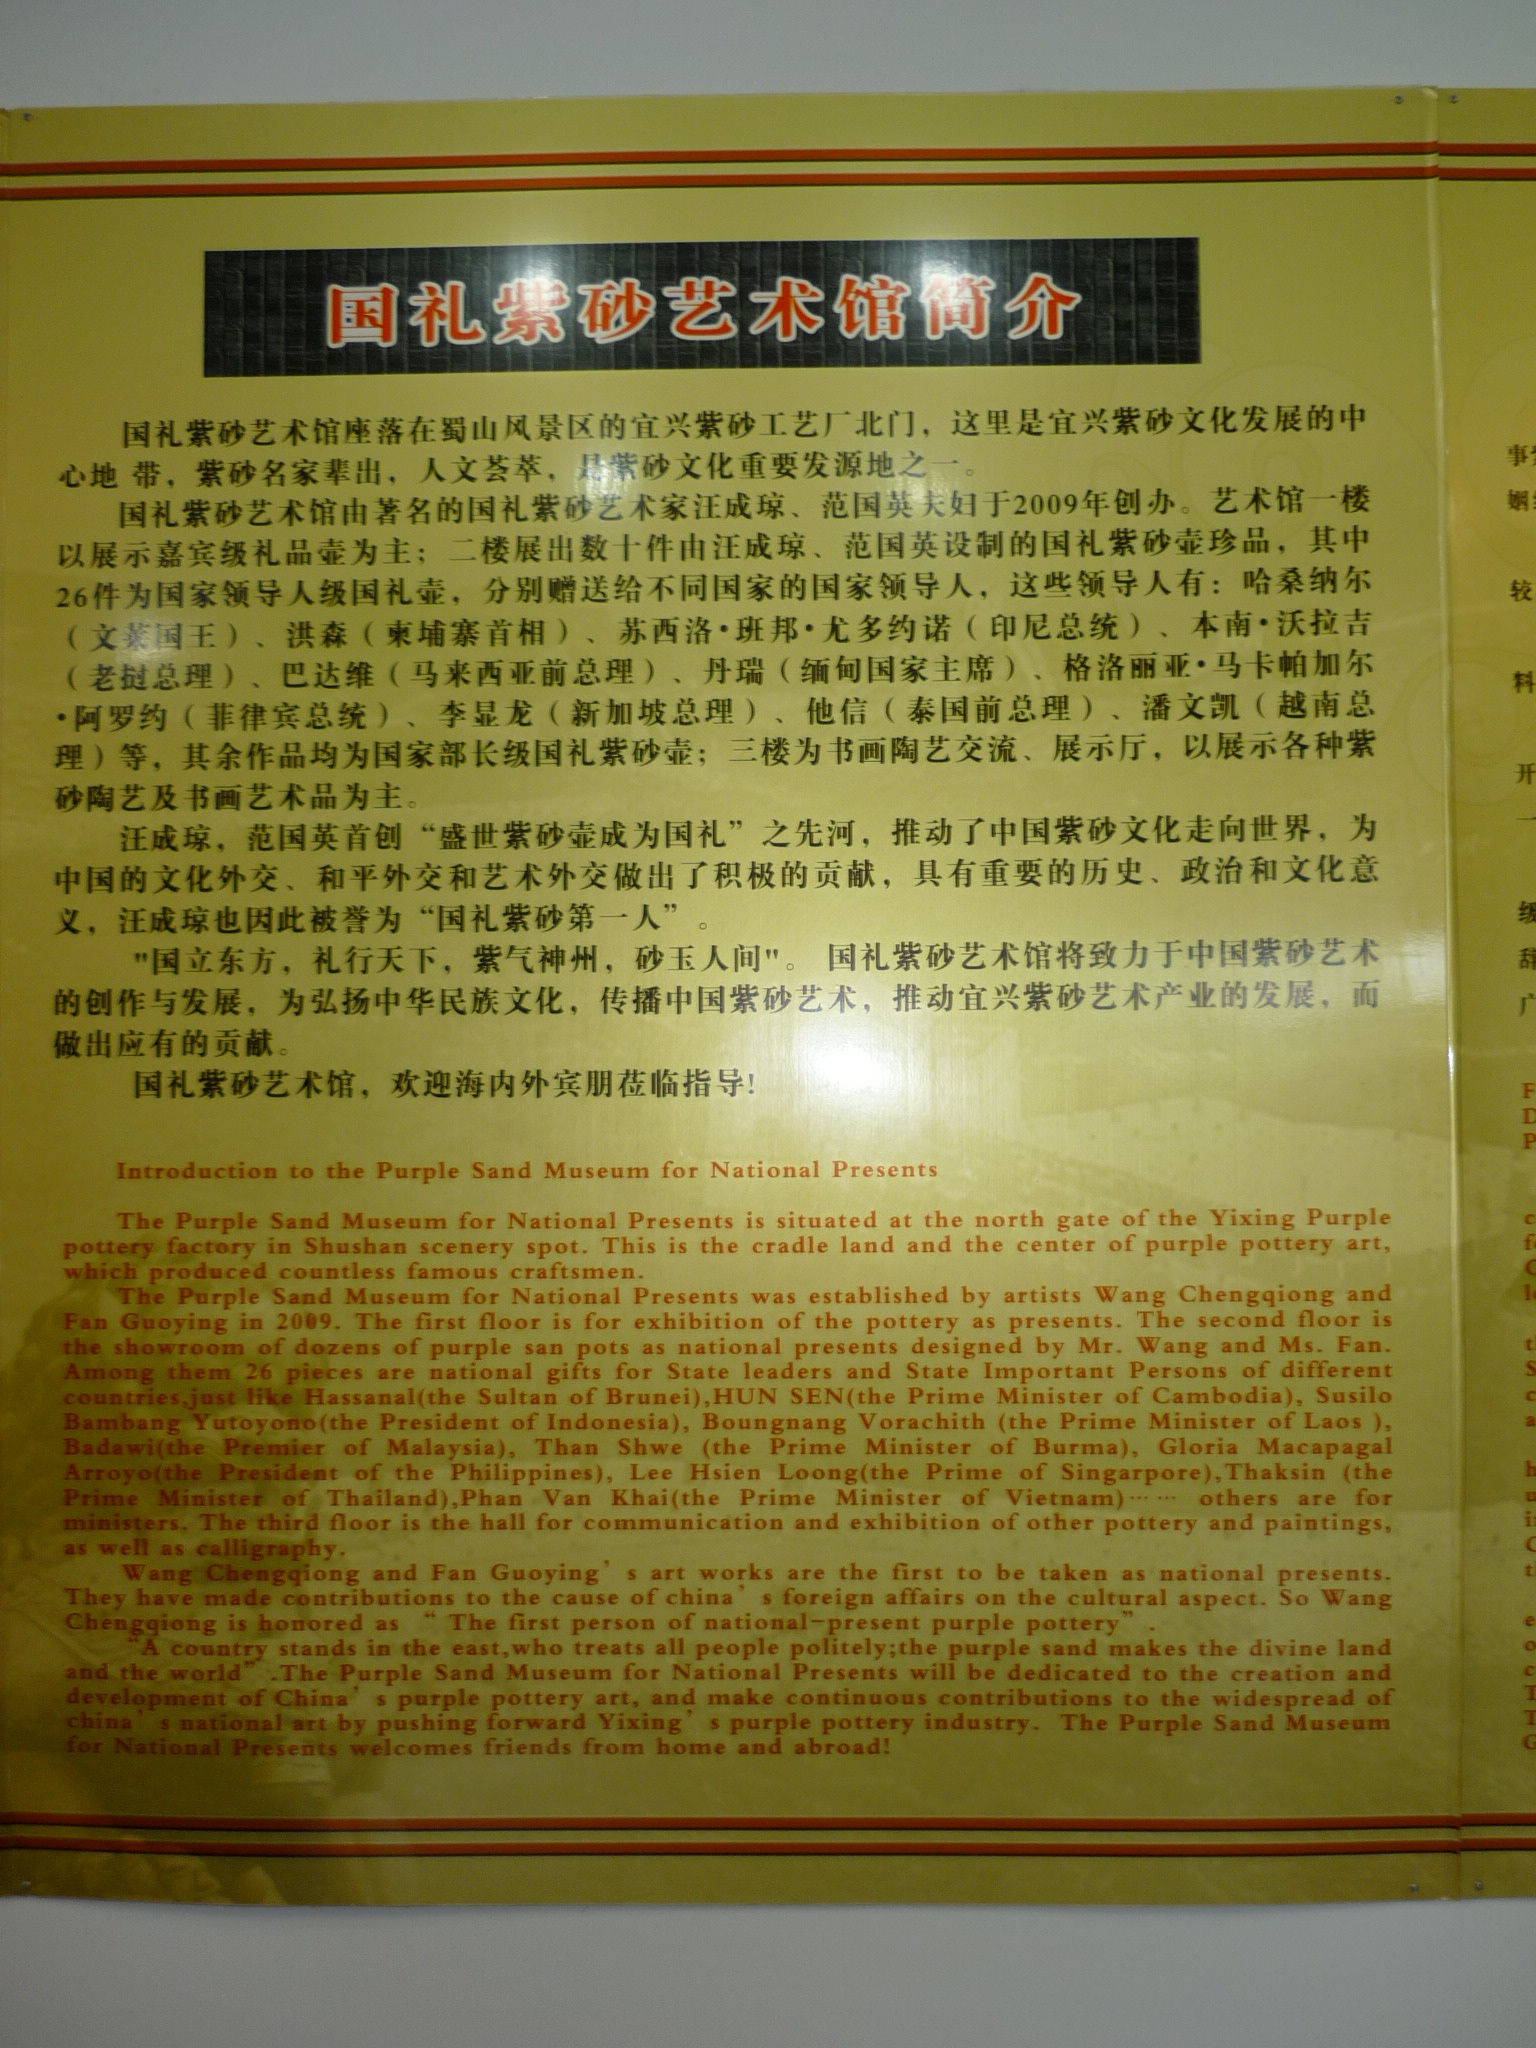 国礼紫砂艺术馆简介
国礼紫砂艺术馆座落在蜀山风景区的宜兴紫砂工艺厂北门，这里是宜兴紫砂文化发展的中
心地 带，紫砂名家辈出，人文荟萃，是紫砂文化重要发源地之一。
国礼紫砂艺术馆由著名的国礼紫砂艺术家汪成琼、范国英夫妇于2009年创办。艺术馆一楼
以展示嘉宾级礼品壶为主；二楼展出数十件由汪成琼、范国英设制的国礼紫砂壶珍品，其中
26件为国家领导人级国礼壶，分别赠送给不同国家的国家领导人，这些领导人有：哈桑纳尔
（文莱国王）、洪森（柬埔寨首相）、苏西洛·班邦·尤多约诺（印尼总统）、本南·沃拉吉
（老挝总理）、巴达维（马来西亚前总理）、丹瑞（缅甸国家主席）、格洛丽亚·马卡帕加尔
·阿罗约（菲律宾总统）、李显龙（新加坡总理）、他信（泰国前总理）、潘文凯（越南总
理）等，其余作品均为国家部长级国礼紫砂壶；三楼为书画陶艺交流、展示厅，以展示各种紫
砂陶艺及书画艺术品为主。
汪成琼，范国英首创“盛世紫砂壶成为国礼”之先河，推动了中国紫砂文化走向世界，为
中国的文化外交、和平外交和艺术外交做出了积极的贡献，具有重要的历史、政治和文化意
义，汪成琼也因此被誉为“国礼紫砂第一人”。
"国立东方，礼行天下，紫气神州，砂玉人间"。 国礼紫砂艺术馆将致力于中国紫砂艺术
的创作与发展，为弘扬中华民族文化，传播中国紫砂艺术，推动宜兴紫砂艺术产业的发展，而
做出应有的贡献。
国礼紫砂艺术馆，欢迎海内外宾朋莅临指导!
Introduction to the Purple Sand Museum for National Presents
The Purple Sand Museum for National Presents is situated at the north gate of the Yixing Purple
pottery factory in Shushan scenery spot. This is the cradle land and the center of purple pottery art,
which produced countless famous craftsmen.
The Purple Sand Museum for National Presents was established by artists Wang Chengqiong and
Fan Guoying in 2009. The first floor is for exhibition of the pottery as presents. The second floor is
the showroom of dozens of purple san pots as national presents designed by Mr. Wang and Ms. Fan.
Among them 26 pieces are national gifts for State leaders and State Important Persons of different
countries,just like Hassanal(the Sultan of Brunei),HUN SEN(the Prime Minister of Cambodia), Susilo
Bambang Yutoyono(the President of Indonesia), Boungnang Vorachith (the Prime Minister of Laos ),
Badawi(the Premier of Malaysia), Than Shwe (the Prime Minister of Burma), Gloria Macapagal
Arroyo(the President of the Philippines), Lee Hsien Loong(the Prime of Singarpore),Thaksin (the
Prime Minister of Thailand),Phan Van Khai(the Prime Minister of Vietnam)…… others are for
ministers. The third floor is the hall for communication and exhibition of other pottery and paintings,
as well as calligraphy.
Wang Chengqiong and Fan Guoying’s art works are the first to be taken as national presents.
They have made contributions to the cause of china’s foreign affairs on the cultural aspect. So Wang
Chengqiong is honored as “The first person of national-present purple pottery”.
“A country stands in the east,who treats all people politely;the purple sand makes the divine land
and the world”.The Purple Sand Museum for National Presents will be dedicated to the creation and
development of China’s purple pottery art, and make continuous contributions to the widespread of
china’s national art by pushing forward Yixing’s purple pottery industry. The Purple Sand Museum
for National Presents welcomes friends from home and abroad!